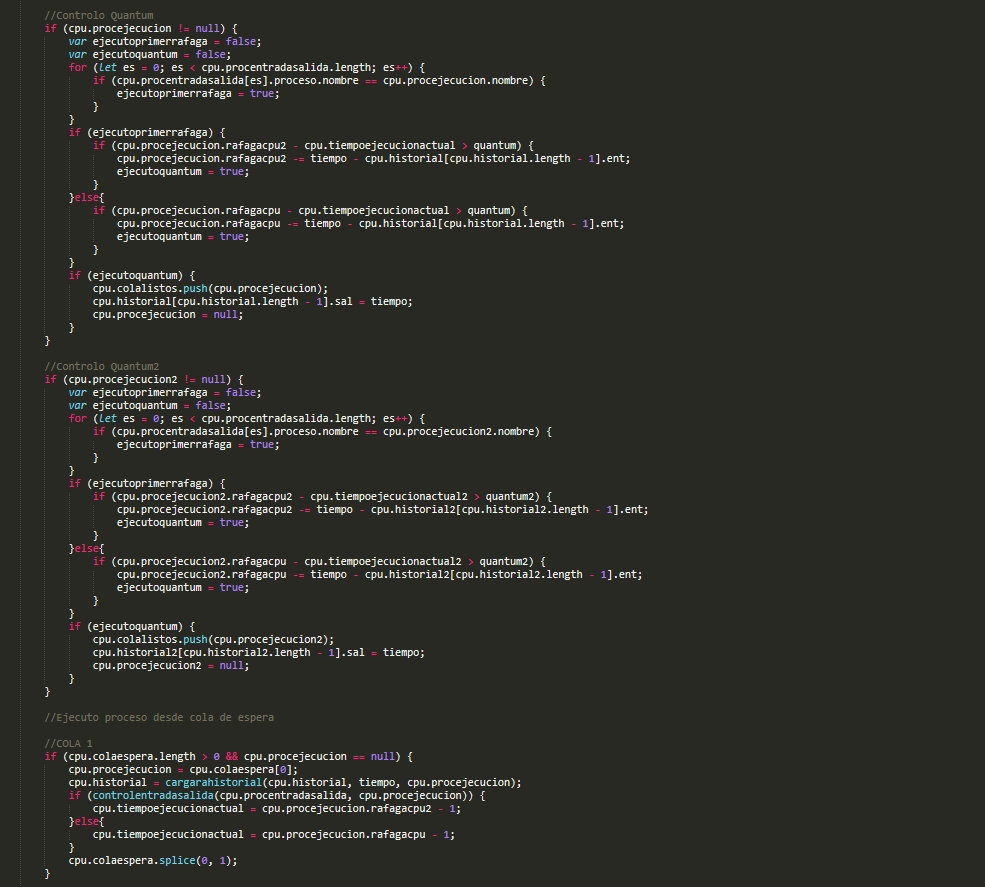 //Controlo Quantum
if (cpu.procejecucion != null) {
var ejecutoprimerrafaga = false;
var ejecutoquantum = false;
for (let es = 0; es < cpu.procentradasalida.length; es++) {
if (cpu.procentradasalida[es].proceso.nombre == cpu.procejecucion.nombre) {
ejecutoprimerrafaga = true;
}
}
if (ejecutoprimerrafaga) {
if (cpu.procejecucion.rafagacpu2 - cpu.tiempoejecucionactual > quantum) {
cpu.procejecucion.rafagacpu2 -= tiempo - cpu.historial[cpu.historial.length - 1].ent;
ejecutoquantum = true;
}
}else{
if (cpu.procejecucion.rafagacpu - cpu.tiempoejecucionactual > quantum) {
cpu.procejecucion.rafagacpu -= tiempo - cpu.historial[cpu.historial.length - 1].ent;
ejecutoquantum = true;
}
}
if (ejecutoquantum) {
cpu.colalistos.push(cpu.procejecucion);
cpu.historial[cpu.historial.length - 1].sal = tiempo;
cpu.procejecucion = null;
}
}
//Controlo Quantum2
if (cpu.procejecucion2 != null) {
var ejecutoprimerrafaga = false;
var ejecutoquantum = false;
for (let es = 0; es < cpu.procentradasalida.length; es++) {
if (cpu.procentradasalida[es].proceso.nombre == cpu.procejecucion2.nombre) {
ejecutoprimerrafaga = true;
}
}
if (ejecutoprimerrafaga) {
if (cpu.procejecucion2.rafagacpu2 - cpu.tiempoejecucionactual2 > quantum2) {
cpu.procejecucion2.rafagacpu2 -= tiempo - cpu.historial2[cpu.historial2.length - 1].ent;
ejecutoquantum = true;
}
}else{
if (cpu.procejecucion2.rafagacpu - cpu.tiempoejecucionactual2 > quantum2) {
cpu.procejecucion2.rafagacpu -= tiempo - cpu.historial2[cpu.historial2.length - 1].ent;
ejecutoquantum = true;
}
}
if (ejecutoquantum) {
cpu.colalistos.push(cpu.procejecucion2);
cpu.historial2[cpu.historial2.length - 1].sal = tiempo;
cpu.procejecucion2 = null;
}
}
//Ejecuto proceso desde cola de espera
//COLA 1
if (cpu.colaespera.length > 0 && cpu.procejecucion == null) {
cpu.procejecucion = cpu.colaespera[0];
cpu.historial = cargarahistorial(cpu.historial, tiempo, cpu.procejecucion);
if (controlentradasalida(cpu.procentradasalida, cpu.procejecucion)) {
cpu.tiempoejecucionactual = cpu.procejecucion.rafagacpu2 - 1;
}else{
cpu.tiempoejecucionactual = cpu.procejecucion.rafagacpu - 1;
}
cpu.colaespera.splice(0, 1);
}